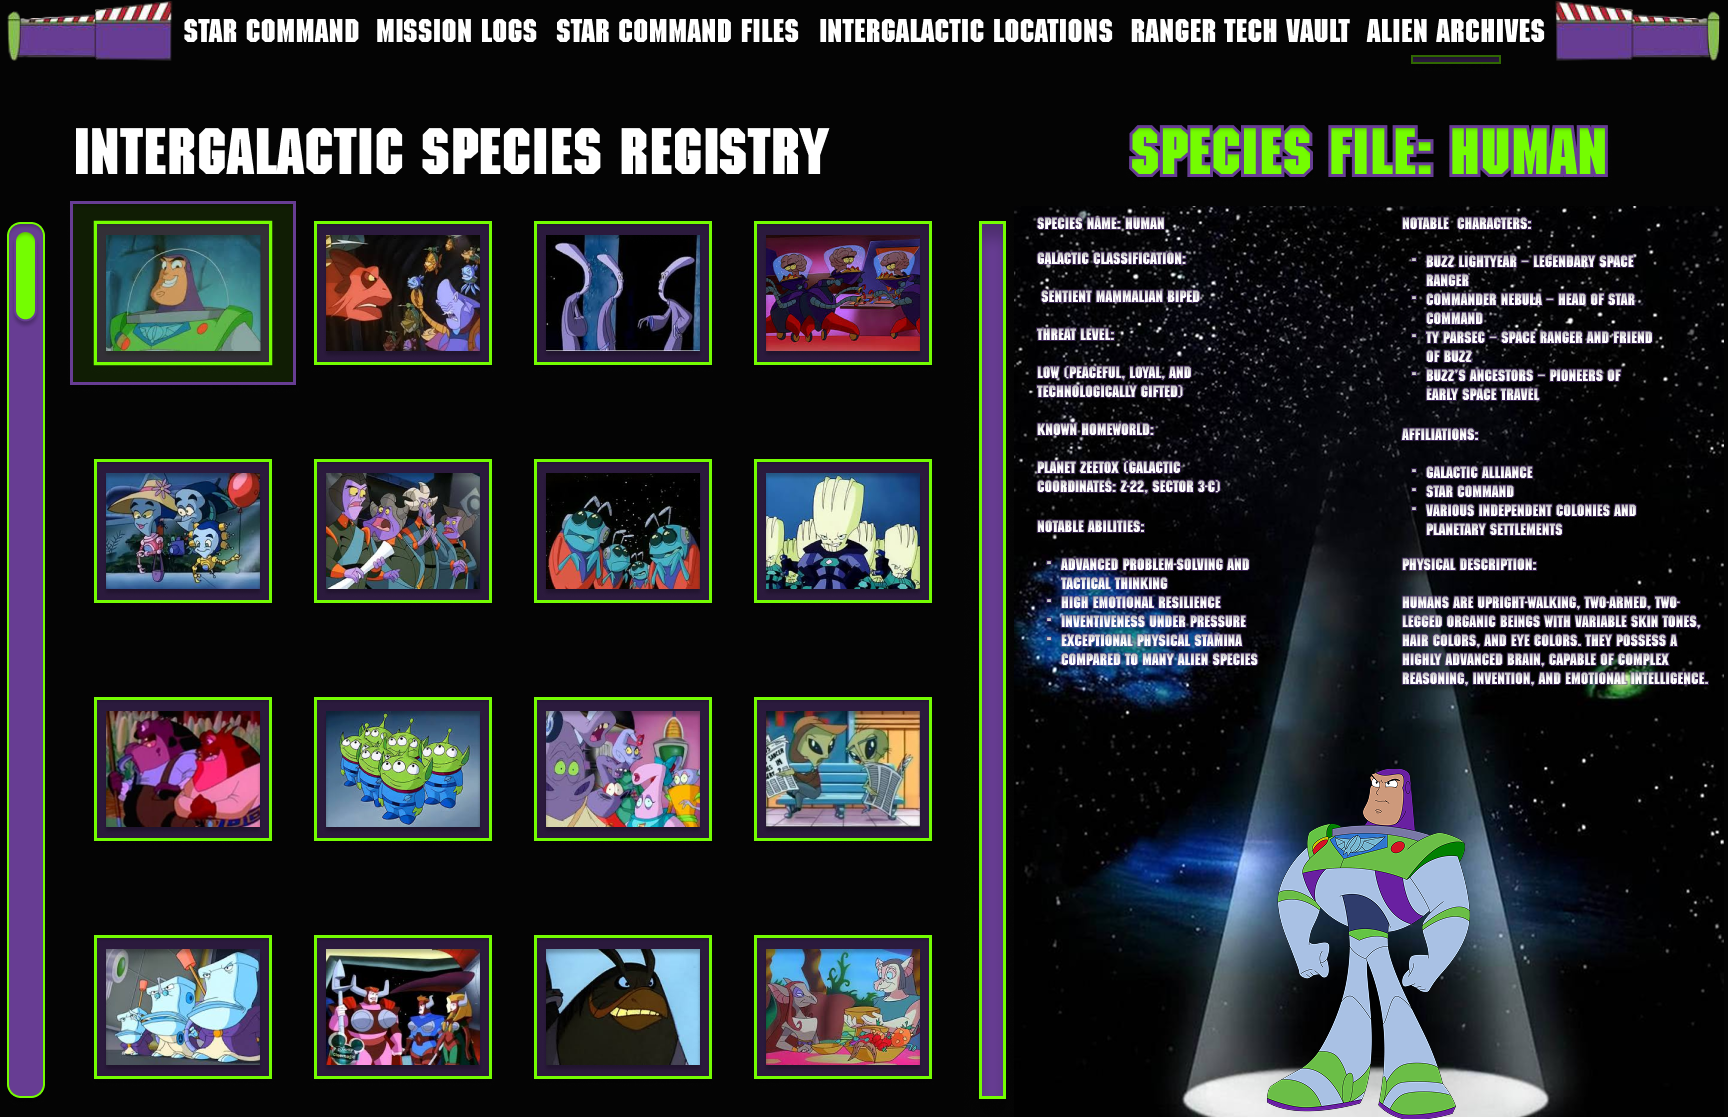 STAR COMMAND MISSION LOGS STAR COMMAND FILES INTERGALACTIC LOCATIONS RANGER TECH VAULT ALIEN ARCHIVES
INTERGALACTIC SPECIES REGISTRY
SPECIES FILE: HUMAN
SPECIES NAME: HUMAN
GALACTIC CLASSIFICATION:
SENTIENT MAMMALIAN BIPED
THREAT LEVEL:
LOW (PEACEFUL, LOYAL, AND
TECHNOLOGICALLY GIFTED)
KNOWN HOMEWORLD:
PLANET ZEETOX (GALACTIC
COORDINATES: Z-22, SECTOR 3-C)
NOTABLE ABILITIES:
- ADVANCED PROBLEM-SOLVING AND
TACTICAL THINKING
- HIGH EMOTIONAL RESILIENCE
- INVENTIVENESS UNDER PRESSURE
- EXCEPTIONAL PHYSICAL STAMINA
COMPARED TO MANY ALIEN SPECIES
NOTABLE CHARACTERS:
- BUZZ LIGHTYEAR – LEGENDARY SPACE
RANGER
- COMMANDER NEBULA – HEAD OF STAR
COMMAND
- TY PARSEC – SPACE RANGER AND FRIEND
OF BUZZ
- BUZZ'S ANCESTORS – PIONEERS OF
EARLY SPACE TRAVEL
AFFILIATIONS:
- GALACTIC ALLIANCE
- STAR COMMAND
- VARIOUS INDEPENDENT COLONIES AND
PLANETARY SETTLEMENTS
PHYSICAL DESCRIPTION:
HUMANS ARE UPRIGHT-WALKING, TWO-ARMED, TWO-
LEGGED ORGANIC BEINGS WITH VARIABLE SKIN TONES,
HAIR COLORS, AND EYE COLORS. THEY POSSESS A
HIGHLY ADVANCED BRAIN, CAPABLE OF COMPLEX
REASONING, INVENTION, AND EMOTIONAL INTELLIGENCE.